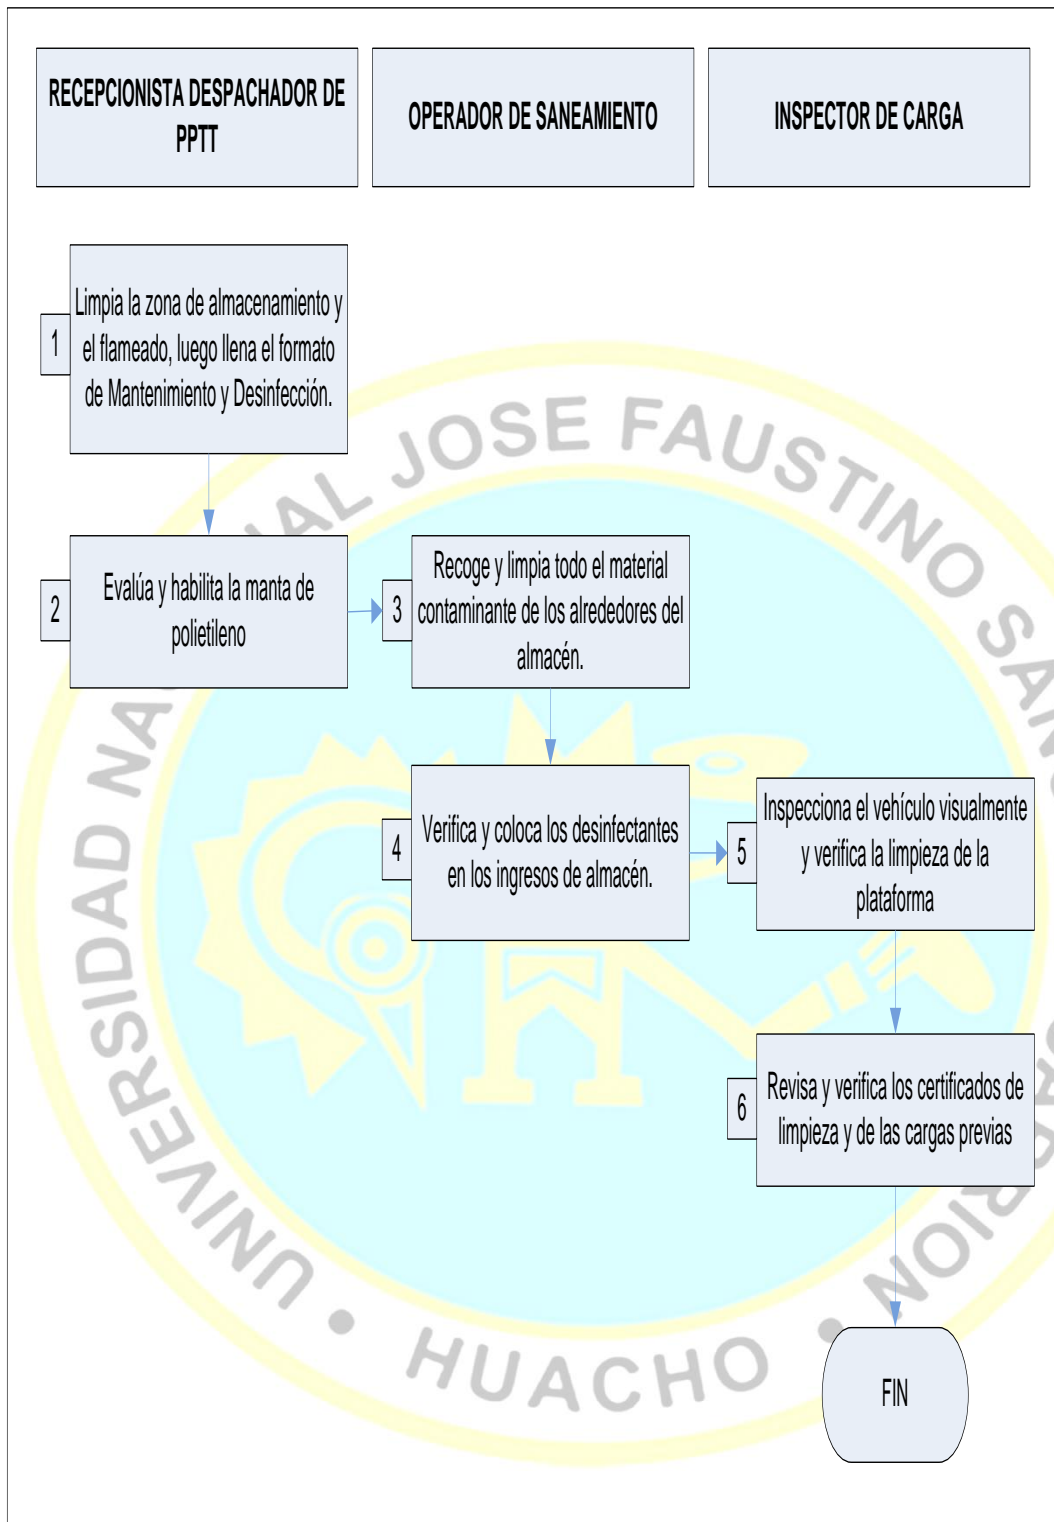 RECEPCIONISTA DESPACHADOR DE
PPTT
OPERADOR DE SANEAMIENTO
INSPECTOR DE CARGA
1
Limpia la zona de almacenamiento y
el flameado, luego llena el formato
de Mantenimiento y Desinfección.
2
Evalúa y habilita la manta de
polietileno
3
Recoge y limpia todo el material
contaminante de los alrededores del
almacén.
4
Verifica y coloca los desinfectantes
en los ingresos de almacén.
5
Inspecciona el vehículo visualmente
y verifica la limpieza de la
plataforma
6
Revisa y verifica los certificados de
limpieza y de las cargas previas
FIN
UNIVERSIDAD
JOSE FAUSTINO
HUACHO